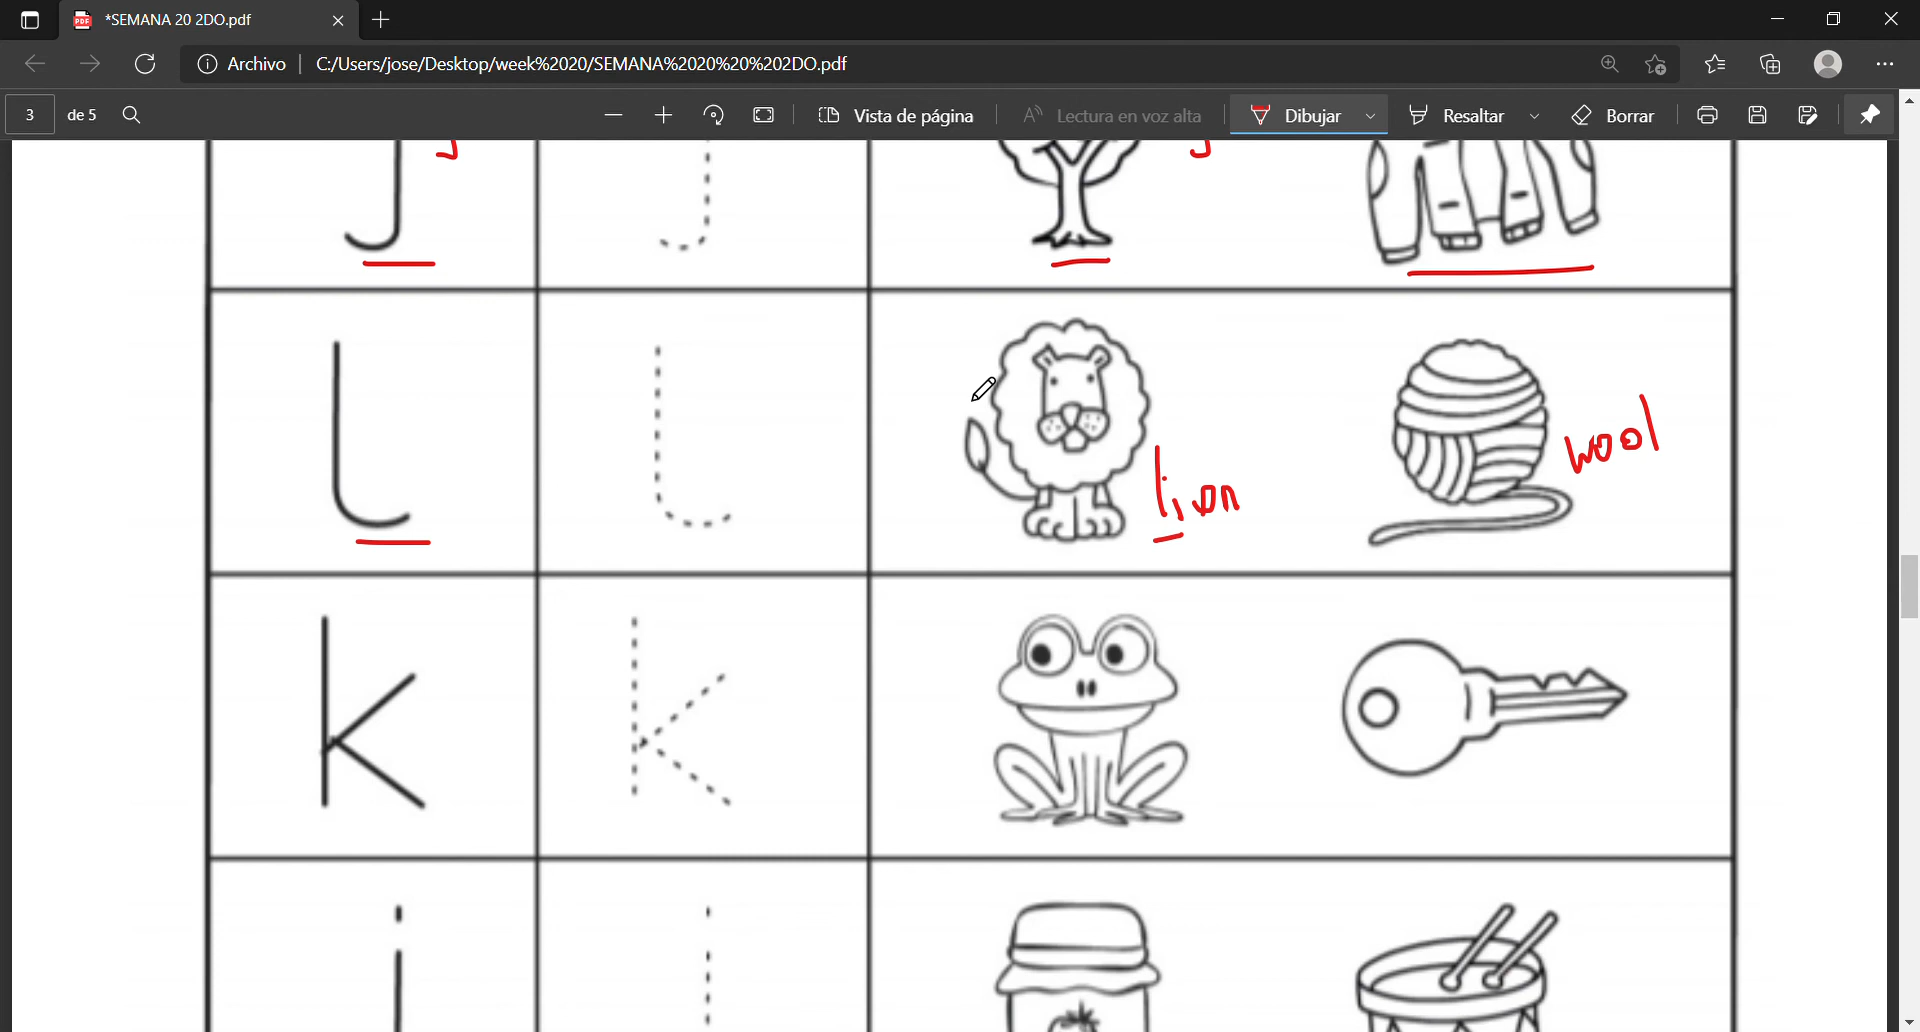 *SEMANA 20 2DO.pdf
Archivo
C:/Users/jose/Desktop/week%2020/SEMANA%2020%20%202DO.pdf
3 de 5
Vista de página
Lectura en voz alta
Dibujar
Resaltar
Borrar
j
j
l
l
lion
wool
k
k
i
i